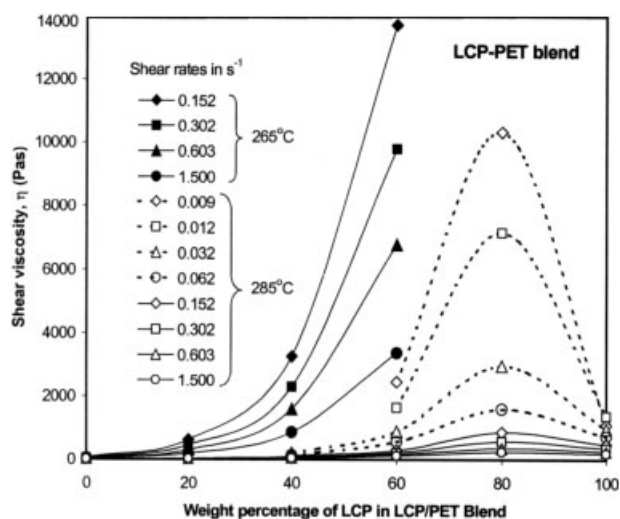 14000
12000
10000
8000
6000
4000
2000
0
Shear viscosity, η (Pas)
LCP-PET blend
Shear rates in s⁻¹
0.152
0.302
0.603
1.500
265°C
0.009
0.012
0.032
0.062
0.152
0.302
0.603
1.500
285°C
0 20 40 60 80 100
Weight percentage of LCP in LCP/PET Blend